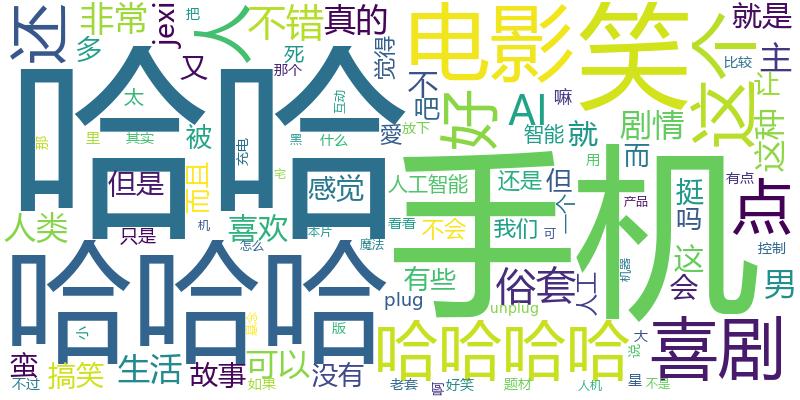 还
非常
jexi
把
人
不错
真的
电影
笑
个
就是
多
又
死
觉得
那个
比较
主
哈哈
太
互动
不
吧
好
AI
嘛
这
让
这种
里
其实
被
黑
什么
爱
放下
智能
就
剧情
而
充电
但是
而且
感觉
人工智能
还是
但
用
挺
点
有点
人类
喜欢
宅
看看
不会
我们
一个
可
产品
吗
只是
机
怎么
本片
魔法
手机
这
控制
哈哈哈
有些
俗套
人工
机器
会
男
plug
unplug
小
版
哈哈哈哈
说
大
喜剧
蛮
搞笑
生活
故事
可以
没有
不过
如果
老套
好笑
题材
人机
星
不是